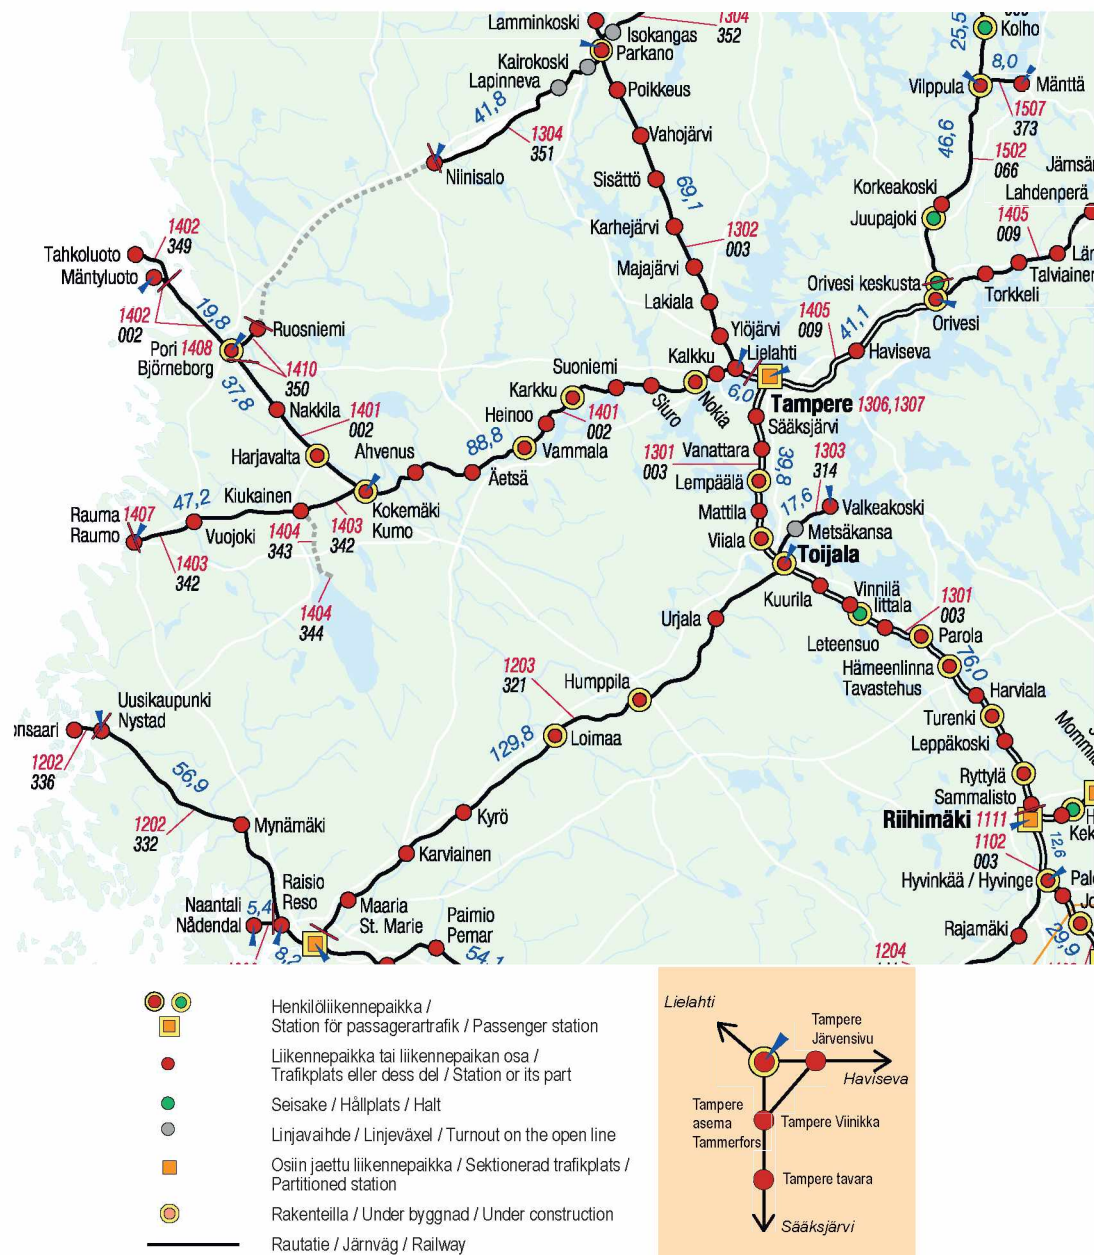 Lamminkoski
1304
352
Isokangas
Parkano
Kairokoski
Lapinneva
41,8
1304
351
Niinisalo
Poikkeus
Vahojärvi
Sisättö
69,1
Karhejärvi
1302
003
Majajärvi
Lakiala
Ylöjärvi
Lielahti
25,5
Kolho
8,0
Vilppula
Mänttä
1507
373
46,6
1502
066
Korkeakoski
Juupajoki
Lahdenperä
1405
009
Talviainen
Torkkeli
Orivesi keskusta
Orivesi
1405
009
41,1
Haviseva
1402
349
Tahkoluoto
Mäntyluoto
1402
002
19,8
Ruosniemi
Pori 1408
Björneborg
1410
350
37,8
Nakkila
1401
002
Harjavalta
Ahvenus
88,8
Äetsä
Kokemäki
Kumo
Kiukainen
47,2
Rauma 1407
Raumo
Vuojoki
1403
342
1404
343
1403
342
1404
344
Suoniemi
Karkku
Heinoo
1401
002
Vammala
Siuro
Nokia
Kalkku
6,0
Tampere 1306,1307
Sääksjärvi
Vanattara
1301
003
Lempäälä
39,8
1303
314
17,6
Valkeakoski
Metsäkansa
Mattila
Viiala
Toijala
Kuurila
Vinnilä
Iittala
1301
003
Leteensuo
Parola
76,0
Hämeenlinna
Tavastehus
Harviala
Turenki
Leppäkoski
Ryttylä
Sammalisto
Riihimäki 1111
1102
003
12,6
Hyvinkää / Hyvinge
Rajamäki
29,9
1204
Urjala
1203
321
Humppila
Loimaa
129,8
Kyrö
Karviainen
Maaria
St. Marie
Paimio
Pemar
54,1
Uusikaupunki
Nystad
onsaari
1202
336
56,9
1202
332
Mynämäki
Raisio
Reso
Naantali
Nådendal
5,4
8,2
Henkilöliikennepaikka /
Station för passagerartrafik / Passenger station
Liikennepaikka tai liikennepaikan osa /
Trafikplats eller dess del / Station or its part
Seisake / Hållplats / Halt
Linjavaihde / Linjeväxel / Turnout on the open line
Osiin jaettu liikennepaikka / Sektionerad trafikplats /
Partitioned station
Rakenteilla / Under byggnad / Under construction
Rautatie / Järnväg / Railway
Lielahti
Tampere
Järvensivu
Haviseva
Tampere
asema
Tammerfors
Tampere Viinikka
Tampere tavara
Sääksjärvi